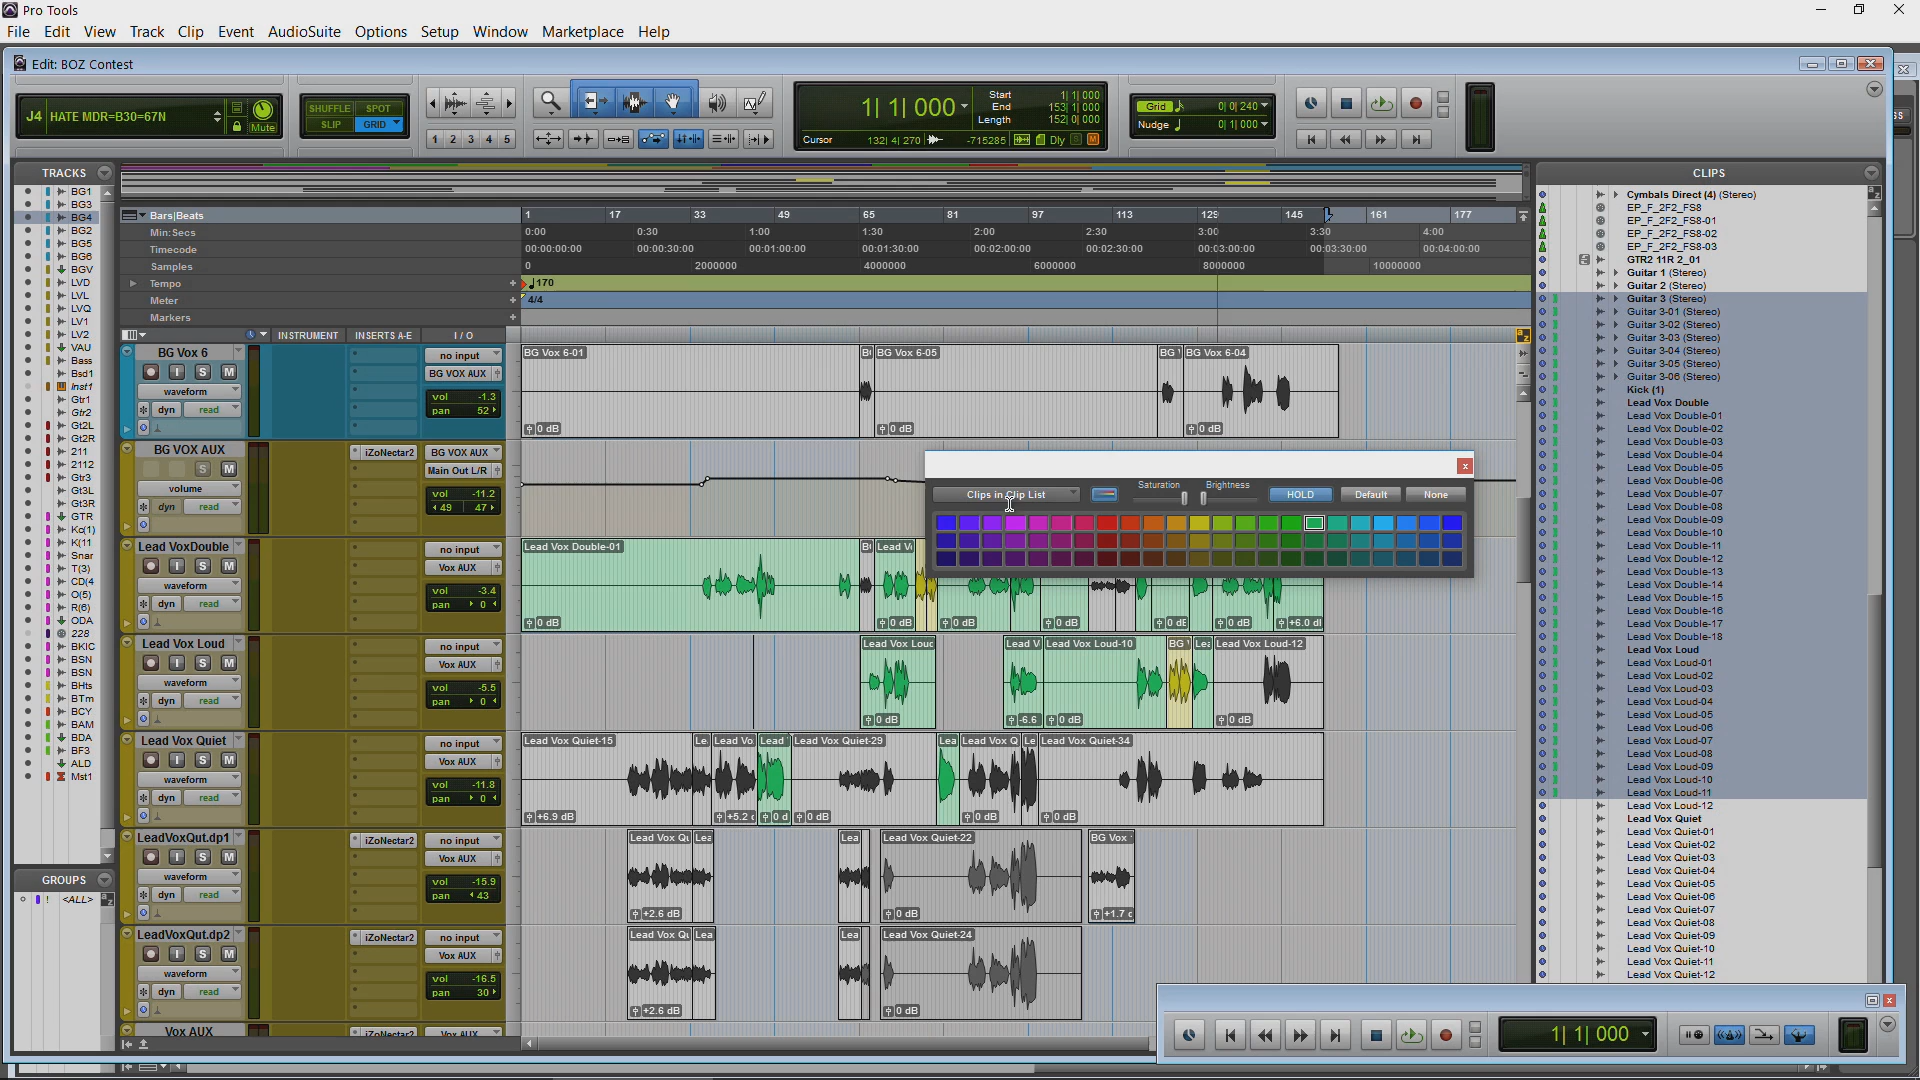 Pro Tools
File Edit View Track Clip Event AudioSuite Options Setup Window Marketplace Help
Edit: BOZ Contest
J4 HATE MDR=B30=67N
Mute
SHUFFLE SPOT
SLIP GRID
1 2 3 4 5
1| 1| 000
Start 1| 1| 000
End 153| 1| 000
Length 152| 0| 000
Cursor 132| 4| 270 -715285 Dly S M
Grid 0| 0| 240
Nudge 0| 1| 000
TRACKS
BG1
BG3
BG4
BG2
BG5
BG6
BGV
LVD
LVL
LVQ
LV1
LV2
VAU
Bass
Bsd1
Inst1
Gtr1
Gtr2
Gt2L
Gt2R
211
2112
Gtr3
Gt3L
Gt3R
GTR
Kc(1)
K(11
Snar
T(3)
CD(4
O(5)
R(6)
ODA
228
BKIC
BSN
BSN
BHts
BTm
BCY
BAM
BDA
BF3
ALD
Mst1
GROUPS
! <ALL>
Bars|Beats 1 17 33 49 65 81 97 113 129 145 161 177
Min:Secs 0:00 0:30 1:00 1:30 2:00 2:30 3:00 3:30 4:00
Timecode 00:00:00:00 00:00:30:00 00:01:00:00 00:01:30:00 00:02:00:00 00:02:30:00 00:03:00:00 00:03:30:00 00:04:00:00
Samples 0 2000000 4000000 6000000 8000000 10000000
Tempo 170
Meter 4/4
Markers
INSTRUMENT INSERTS A-E I / O
BG Vox 6
I S M
waveform
dyn read
no input
BG VOX AUX
vol -1.3
pan 52
BG Vox 6-01 BG Vox 6-05 BG BG Vox 6-04
0 dB 0 dB 0 dB
BG VOX AUX
S M
volume
dyn read
iZoNectar2
BG VOX AUX
Main Out L/R
vol -11.2
49 47
Clips in Clip List Saturation Brightness HOLD Default None
Lead VoxDouble
I S M
waveform
dyn read
no input
Vox AUX
vol -3.4
pan 0
Lead Vox Double-01 Lead V
0 dB 0 dB 0 dB 0 dB 0 dB +6.0 dB
Lead Vox Loud
I S M
waveform
dyn read
no input
Vox AUX
vol -5.5
pan 0
Lead Vox Louc Lead V Lead Vox Loud-10 BG Lea Lead Vox Loud-12
0 dB -6.6 0 dB 0 dB
Lead Vox Quiet
I S M
waveform
dyn read
no input
Vox AUX
vol -11.8
pan 0
Lead Vox Quiet-15 Le Lead Vo Lead Lead Vox Quiet-29 Lea Lead Vox Q Le Lead Vox Quiet-34
+6.9 dB +5.2 0 d 0 dB 0 dB 0 dB
LeadVoxQut.dp1
I S M
waveform
dyn read
iZoNectar2
no input
Vox AUX
vol -15.9
pan 43
Lead Vox Qu Lea Lea Lead Vox Quiet-22 BG Vox
+2.6 dB 0 dB +1.7
LeadVoxQut.dp2
I S M
waveform
dyn read
iZoNectar2
no input
Vox AUX
vol -16.5
pan 30
Lead Vox Qu Lea Lea Lead Vox Quiet-24
+2.6 dB 0 dB
Vox AUX iZoNectar2 Vox AUX
CLIPS
Cymbals Direct (4) (Stereo)
EP_F_2F2_FS8
EP_F_2F2_FS8-01
EP_F_2F2_FS8-02
EP_F_2F2_FS8-03
GTR2 11R 2_01
Guitar 1 (Stereo)
Guitar 2 (Stereo)
Guitar 3 (Stereo)
Guitar 3-01 (Stereo)
Guitar 3-02 (Stereo)
Guitar 3-03 (Stereo)
Guitar 3-04 (Stereo)
Guitar 3-05 (Stereo)
Guitar 3-06 (Stereo)
Kick (1)
Lead Vox Double
Lead Vox Double-01
Lead Vox Double-02
Lead Vox Double-03
Lead Vox Double-04
Lead Vox Double-05
Lead Vox Double-06
Lead Vox Double-07
Lead Vox Double-08
Lead Vox Double-09
Lead Vox Double-10
Lead Vox Double-11
Lead Vox Double-12
Lead Vox Double-13
Lead Vox Double-14
Lead Vox Double-15
Lead Vox Double-16
Lead Vox Double-17
Lead Vox Double-18
Lead Vox Loud
Lead Vox Loud-01
Lead Vox Loud-02
Lead Vox Loud-03
Lead Vox Loud-04
Lead Vox Loud-05
Lead Vox Loud-06
Lead Vox Loud-07
Lead Vox Loud-08
Lead Vox Loud-09
Lead Vox Loud-10
Lead Vox Loud-11
Lead Vox Loud-12
Lead Vox Quiet
Lead Vox Quiet-01
Lead Vox Quiet-02
Lead Vox Quiet-03
Lead Vox Quiet-04
Lead Vox Quiet-05
Lead Vox Quiet-06
Lead Vox Quiet-07
Lead Vox Quiet-08
Lead Vox Quiet-09
Lead Vox Quiet-10
Lead Vox Quiet-11
Lead Vox Quiet-12
1| 1| 000